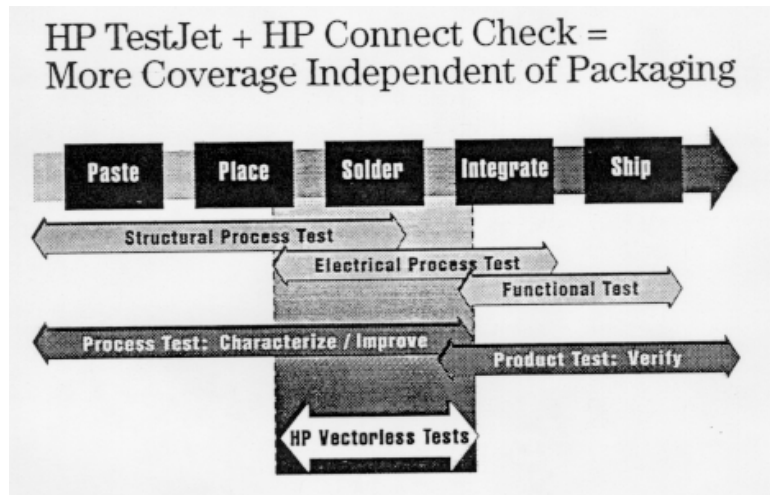 HP TestJet + HP Connect Check =
More Coverage Independent of Packaging
Paste
Place
Solder
Integrate
Ship
Structural Process Test
Electrical Process Test
Functional Test
Process Test: Characterize / Improve
Product Test: Verify
HP Vectorless Tests